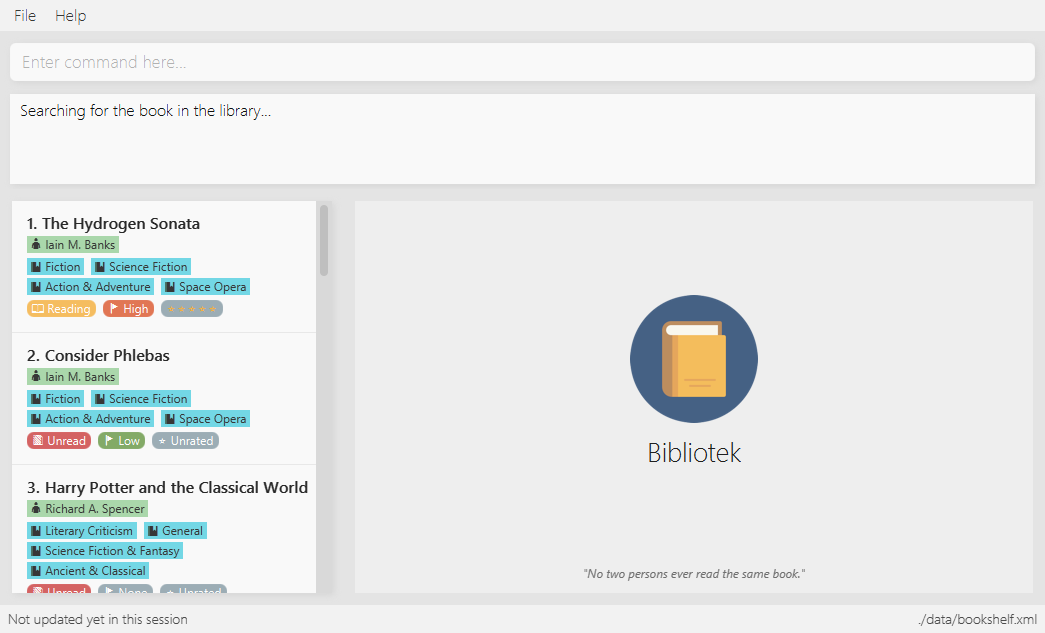 File Help
Enter command here...
Searching for the book in the library...
1. The Hydrogen Sonata
Iain M. Banks
Fiction Science Fiction
Action & Adventure Space Opera
Reading High ★★★★★
2. Consider Phlebas
Iain M. Banks
Fiction Science Fiction
Action & Adventure Space Opera
Unread Low Unrated
3. Harry Potter and the Classical World
Richard A. Spencer
Literary Criticism General
Science Fiction & Fantasy
Ancient & Classical
Unread None Unrated
Bibliotek
"No two persons ever read the same book."
Not updated yet in this session
./data/bookshelf.xml